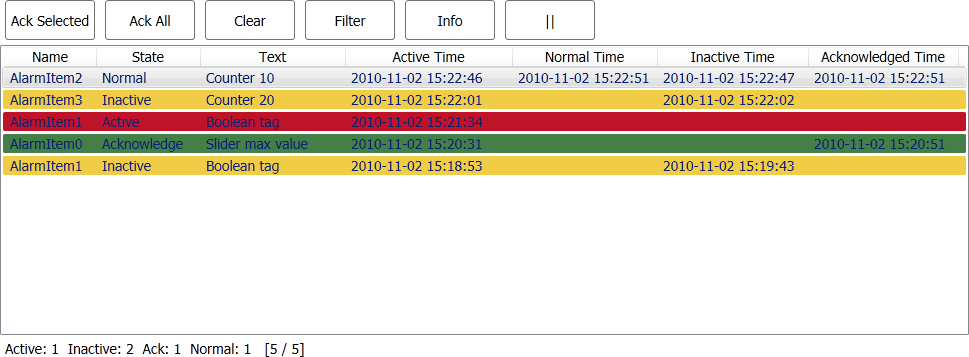 Ack Selected Ack All Clear Filter Info ||
Name State Text Active Time Normal Time Inactive Time Acknowledged Time
AlarmItem2 Normal Counter 10 2010-11-02 15:22:46 2010-11-02 15:22:51 2010-11-02 15:22:47 2010-11-02 15:22:51
AlarmItem3 Inactive Counter 20 2010-11-02 15:22:01 2010-11-02 15:22:02
AlarmItem1 Active Boolean tag 2010-11-02 15:21:34
AlarmItem0 Acknowledge Slider max value 2010-11-02 15:20:31 2010-11-02 15:20:51
AlarmItem1 Inactive Boolean tag 2010-11-02 15:18:53 2010-11-02 15:19:43
Active: 1 Inactive: 2 Ack: 1 Normal: 1 [5 / 5]